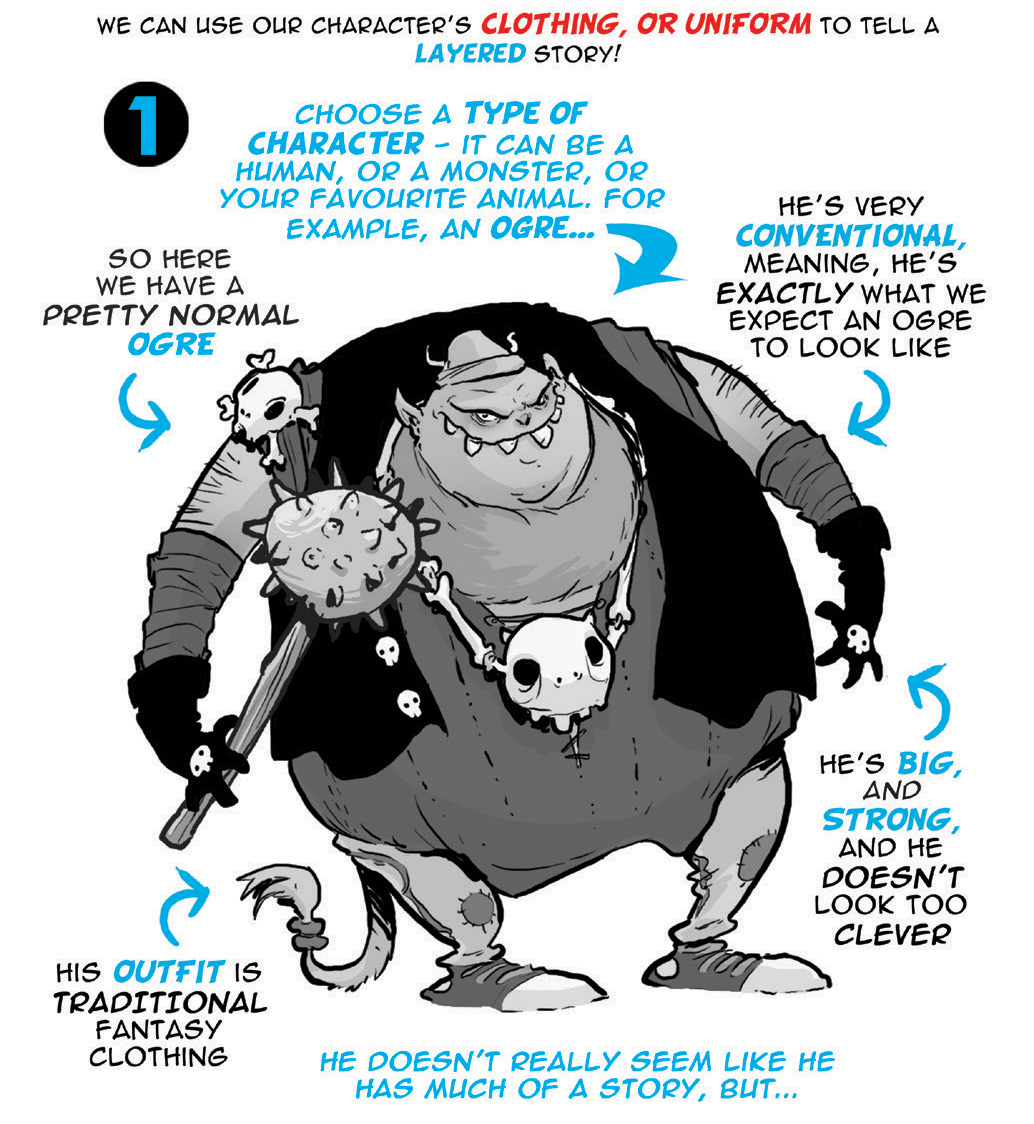 WE CAN USE OUR CHARACTER'S CLOTHING, OR UNIFORM TO TELL A
LAYERED STORY!
1
CHOOSE A TYPE OF
CHARACTER – IT CAN BE A
HUMAN, OR A MONSTER, OR
YOUR FAVOURITE ANIMAL. FOR
EXAMPLE, AN OGRE...
SO HERE
WE HAVE A
PRETTY NORMAL
OGRE
HE'S VERY
CONVENTIONAL,
MEANING, HE'S
EXACTLY WHAT WE
EXPECT AN OGRE
TO LOOK LIKE
HE'S BIG,
AND
STRONG,
AND HE
DOESN'T
LOOK TOO
CLEVER
HIS OUTFIT IS
TRADITIONAL
FANTASY
CLOTHING
HE DOESN'T REALLY SEEM LIKE HE
HAS MUCH OF A STORY, BUT...